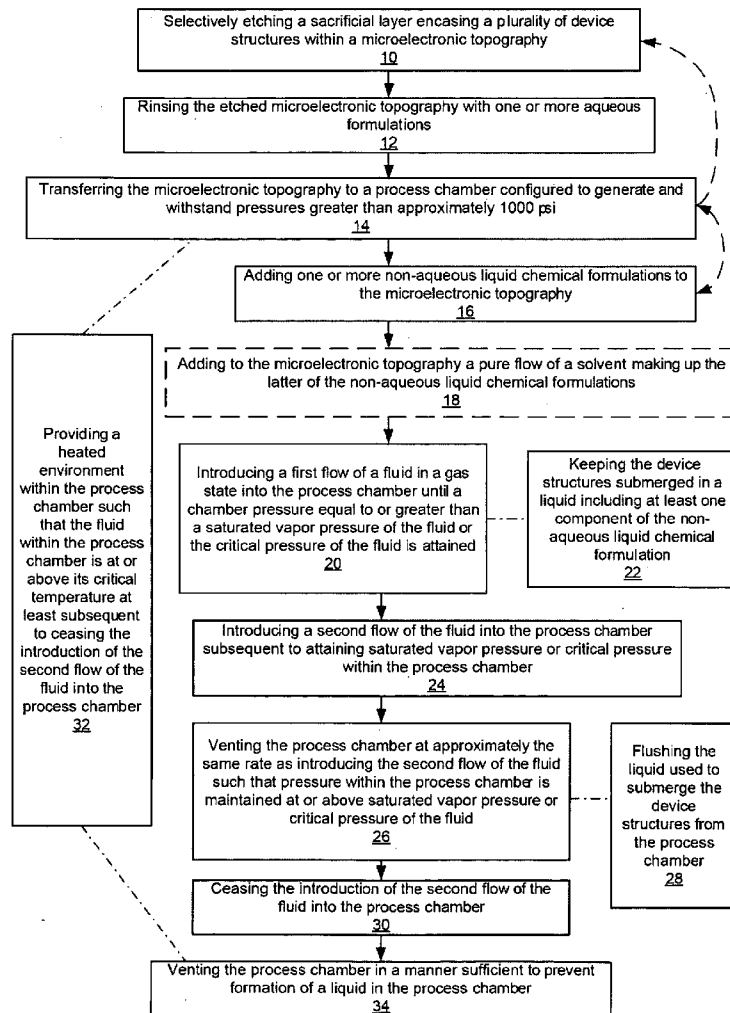 Selectively etching a sacrificial layer encasing a plurality of device
structures within a microelectronic topography
10
Rinsing the etched microelectronic topography with one or more aqueous
formulations
12
Transferring the microelectronic topography to a process chamber configured to generate and
withstand pressures greater than approximately 1000 psi
14
Adding one or more non-aqueous liquid chemical formulations to
the microelectronic topography
16
Adding to the microelectronic topography a pure flow of a solvent making up the
latter of the non-aqueous liquid chemical formulations
18
Introducing a first flow of a fluid in a gas
state into the process chamber until a
chamber pressure equal to or greater than
a saturated vapor pressure of the fluid or
the critical pressure of the fluid is attained
20
Keeping the device
structures submerged in a
liquid including at least one
component of the non-
aqueous liquid chemical
formulation
22
Providing a
heated
environment
within the process
chamber such
that the fluid
within the process
chamber is at or
above its critical
temperature at
least subsequent
to ceasing the
introduction of the
second flow of the
fluid into the
process chamber
32
Introducing a second flow of the fluid into the process chamber
subsequent to attaining saturated vapor pressure or critical pressure
within the process chamber
24
Venting the process chamber at approximately the
same rate as introducing the second flow of the fluid
such that pressure within the process chamber is
maintained at or above saturated vapor pressure or
critical pressure of the fluid
26
Flushing the
liquid used to
submerge the
device
structures from
the process
chamber
28
Ceasing the introduction of the second flow of the
fluid into the process chamber
30
Venting the process chamber in a manner sufficient to prevent
formation of a liquid in the process chamber
34